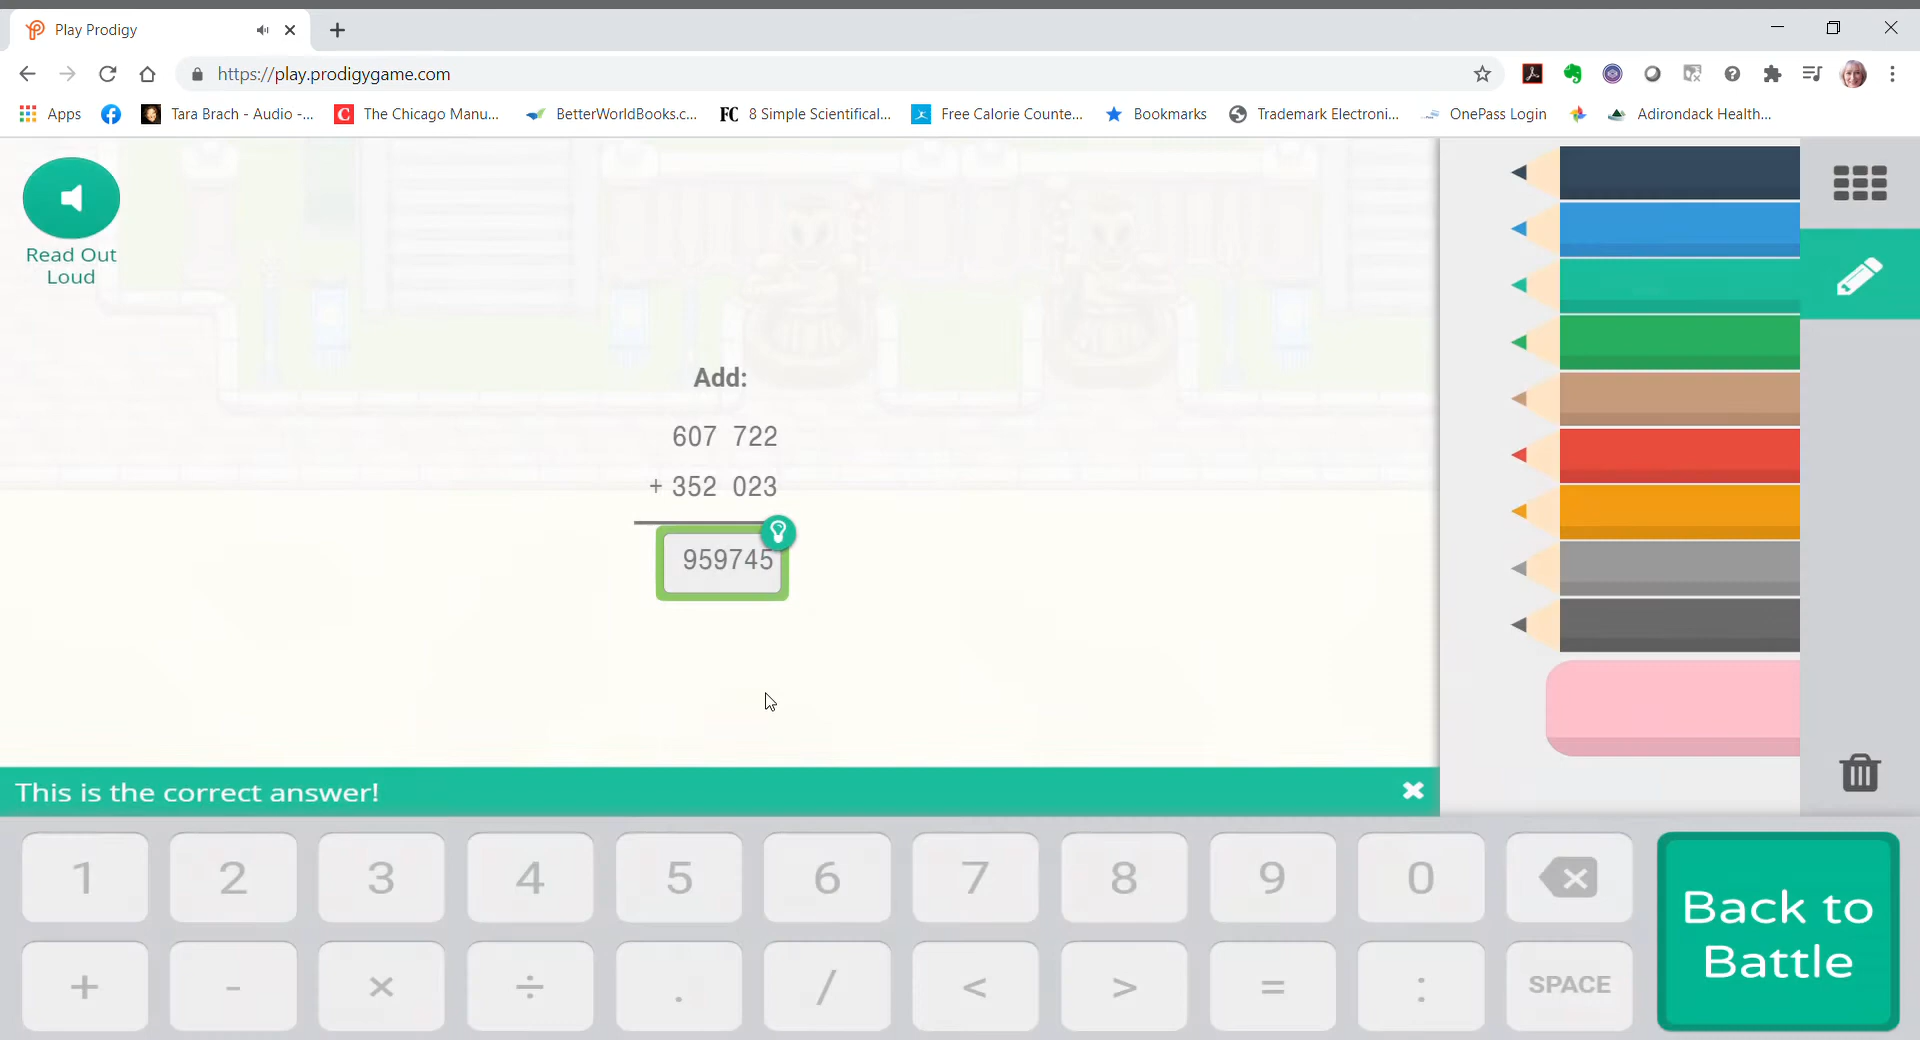 Play Prodigy
https://play.prodigygame.com
Apps Tara Brach - Audio -... The Chicago Manu... BetterWorldBooks.c... FC 8 Simple Scientifical... Free Calorie Counte... Bookmarks Trademark Electroni... OnePass Login Adirondack Health...
Read Out
Loud
Add:
607 722
+ 352 023
959745
This is the correct answer!
1 2 3 4 5 6 7 8 9 0
+ - × ÷ . / < > = : SPACE
Back to
Battle